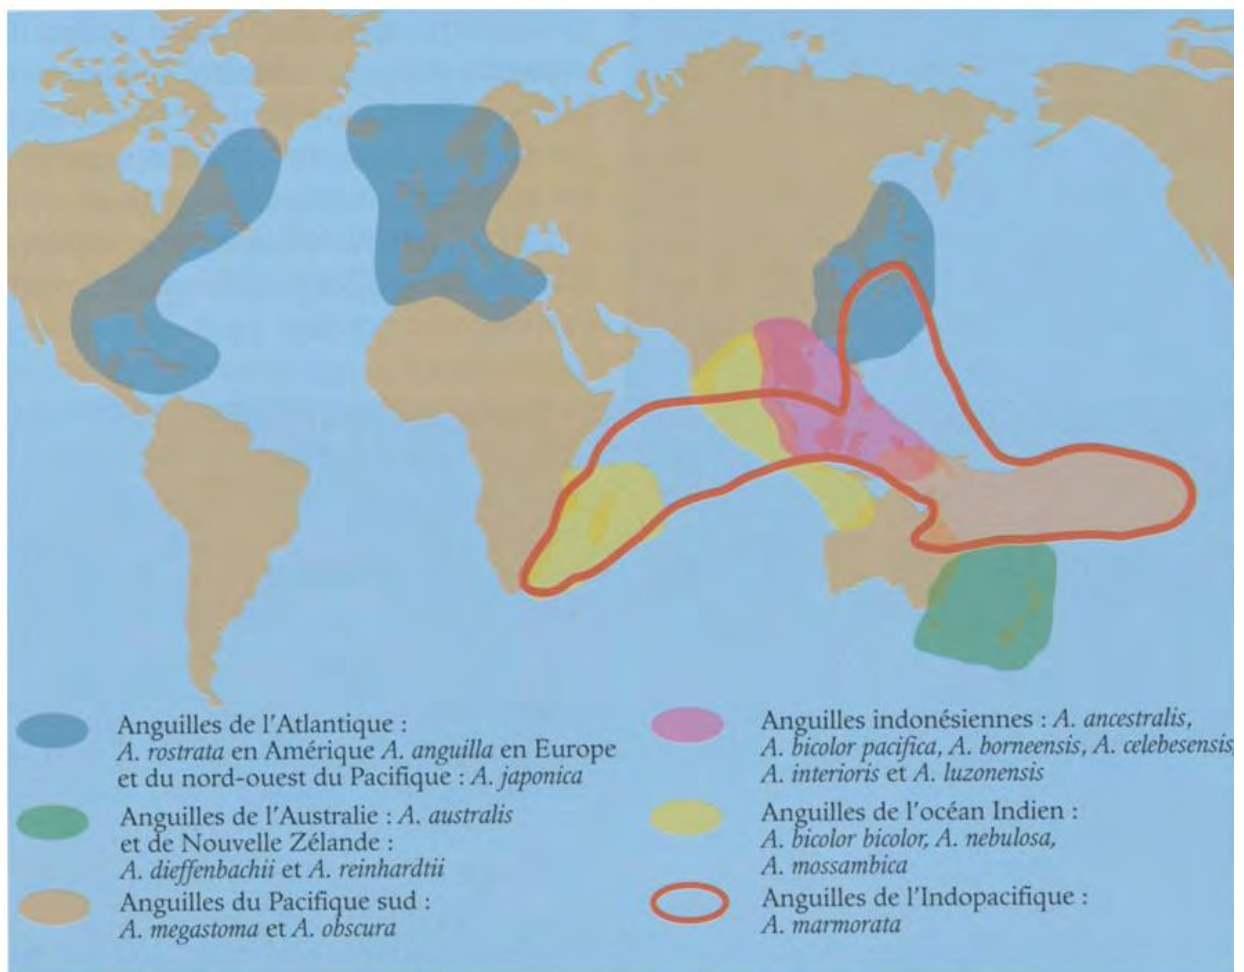 Anguilles de l'Atlantique :
A. rostrata en Amérique A. anguilla en Europe
et du nord-ouest du Pacifique : A. japonica
Anguilles de l'Australie : A. australis
et de Nouvelle Zélande :
A. dieffenbachii et A. reinhardtii
Anguilles du Pacifique sud :
A. megastoma et A. obscura
Anguilles indonésiennes : A. ancestralis,
A. bicolor pacifica, A. borneensis, A. celebesensis,
A. interioris et A. luzonensis
Anguilles de l'océan Indien :
A. bicolor bicolor, A. nebulosa,
A. mossambica
Anguilles de l'Indopacifique :
A. marmorata